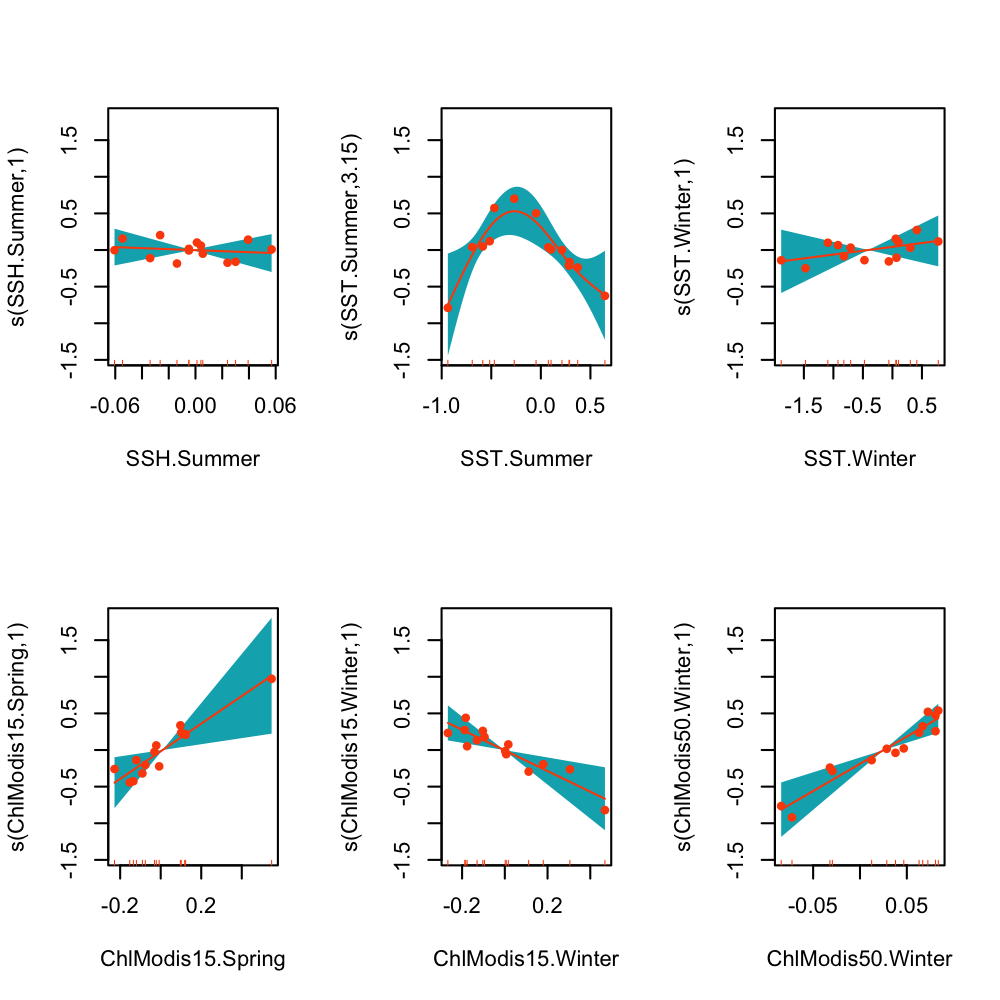 s(SSH.Summer,1)
-1.5 -0.5 0.5 1.5
-0.06 0.00 0.06
SSH.Summer
s(SST.Summer,3.15)
-1.5 -0.5 0.5 1.5
-1.0 0.0 0.5
SST.Summer
s(SST.Winter,1)
-1.5 -0.5 0.5 1.5
-1.5 -0.5 0.5
SST.Winter
s(ChlModis15.Spring,1)
-1.5 -0.5 0.5 1.5
-0.2 0.2
ChlModis15.Spring
s(ChlModis15.Winter,1)
-1.5 -0.5 0.5 1.5
-0.2 0.2
ChlModis15.Winter
s(ChlModis50.Winter,1)
-1.5 -0.5 0.5 1.5
-0.05 0.05
ChlModis50.Winter